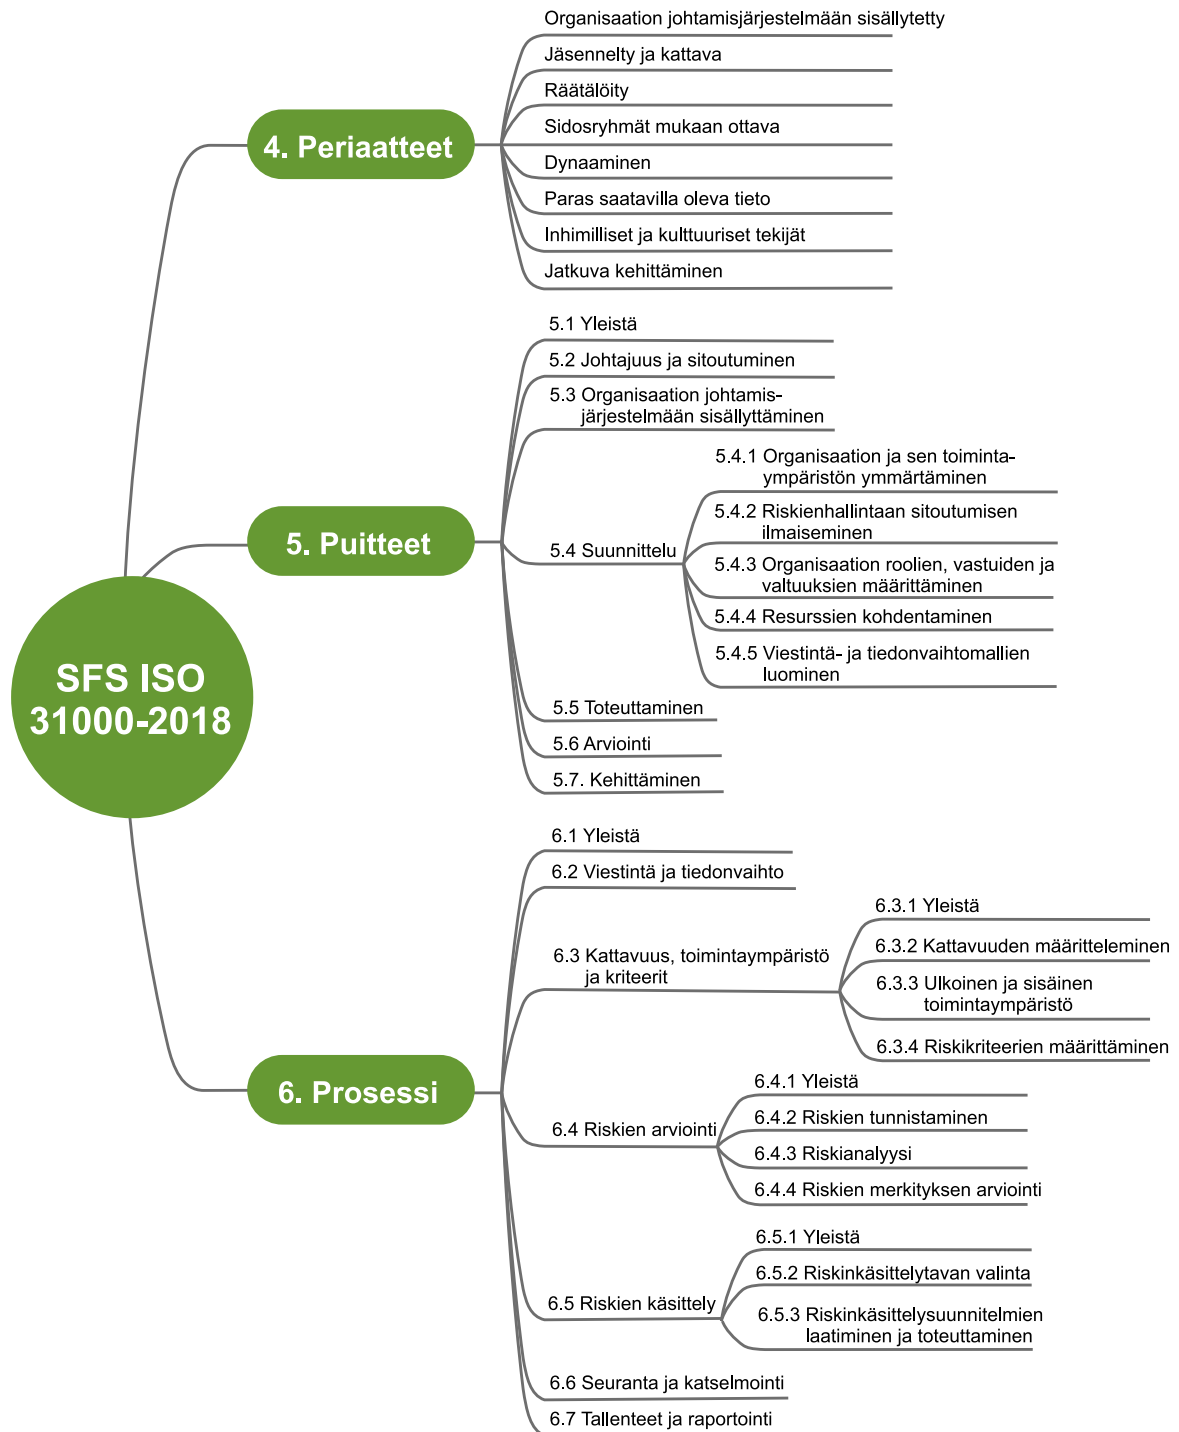 Organisaation johtamisjärjestelmään sisällytetty
Jäsennelty ja kattava
Räätälöity
4. Periaatteet
Sidosryhmät mukaan ottava
Dynaaminen
Paras saatavilla oleva tieto
Inhimilliset ja kulttuuriset tekijät
Jatkuva kehittäminen
5.1 Yleistä
5.2 Johtajuus ja sitoutuminen
5.3 Organisaation johtamis-
järjestelmään sisällyttäminen
5. Puitteet
5.4 Suunnittelu
5.4.1 Organisaation ja sen toiminta-
ympäristön ymmärtäminen
5.4.2 Riskienhallintaan sitoutumisen
ilmaiseminen
5.4.3 Organisaation roolien, vastuiden ja
valtuuksien määrittäminen
5.4.4 Resurssien kohdentaminen
5.4.5 Viestintä- ja tiedonvaihtomallien
luominen
SFS ISO
31000-2018
5.5 Toteuttaminen
5.6 Arviointi
5.7. Kehittäminen
6.1 Yleistä
6.2 Viestintä ja tiedonvaihto
6.3 Kattavuus, toimintaympäristö
ja kriteerit
6.3.1 Yleistä
6.3.2 Kattavuuden määritteleminen
6.3.3 Ulkoinen ja sisäinen
toimintaympäristö
6.3.4 Riskikriteerien määrittäminen
6. Prosessi
6.4 Riskien arviointi
6.4.1 Yleistä
6.4.2 Riskien tunnistaminen
6.4.3 Riskianalyysi
6.4.4 Riskien merkityksen arviointi
6.5 Riskien käsittely
6.5.1 Yleistä
6.5.2 Riskinkäsittelytavan valinta
6.5.3 Riskinkäsittelysuunnitelmien
laatiminen ja toteuttaminen
6.6 Seuranta ja katselmointi
6.7 Tallenteet ja raportointi